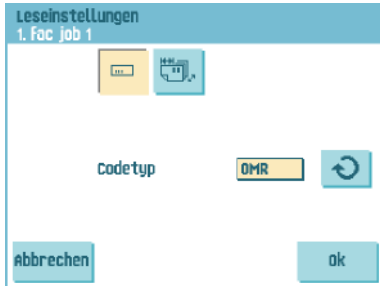 Leseinstellungen
1. Fac job 1
Codetyp OMR
Abbrechen Ok